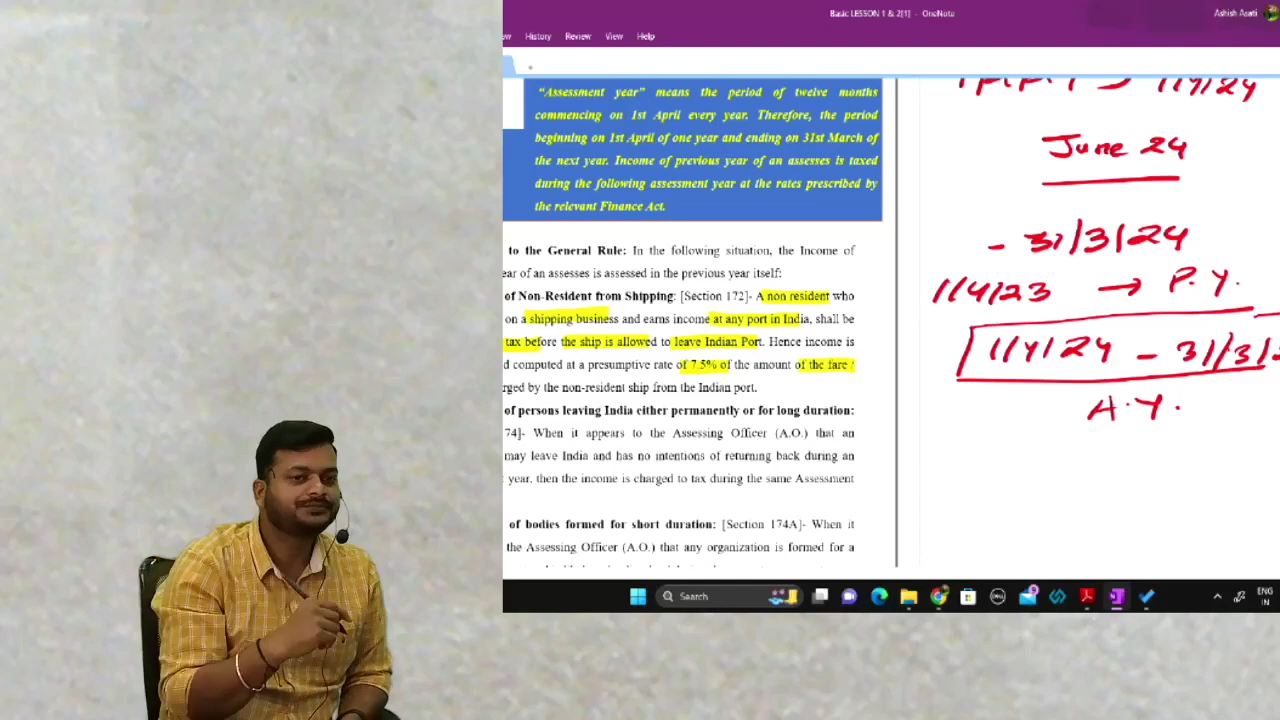 Basic LESSON 1 & 2[1] - OneNote
Ashish Asati
History Review View Help
"Assessment year" means the period of twelve months
commencing on 1st April every year. Therefore, the period
beginning on 1st April of one year and ending on 31st March of
the next year. Income of previous year of an assesses is taxed
during the following assessment year at the rates prescribed by
the relevant Finance Act.
to the General Rule: In the following situation, the Income of
ear of an assesses is assessed in the previous year itself:
of Non-Resident from Shipping: [Section 172]- A non resident who
on a shipping business and earns income at any port in India, shall be
tax before the ship is allowed to leave Indian Port. Hence income is
d computed at a presumptive rate of 7.5% of the amount of the fare /
rged by the non-resident ship from the Indian port.
of persons leaving India either permanently or for long duration:
74]- When it appears to the Assessing Officer (A.O.) that an
may leave India and has no intentions of returning back during an
year, then the income is charged to tax during the same Assessment
of bodies formed for short duration: [Section 174A]- When it
the Assessing Officer (A.O.) that any organization is formed for a
1/4/24
June 24
- 31/3/24
1/4/23 → P.Y.
1/4/24 - 31/3/2
A.Y.
Search
ENG
IN